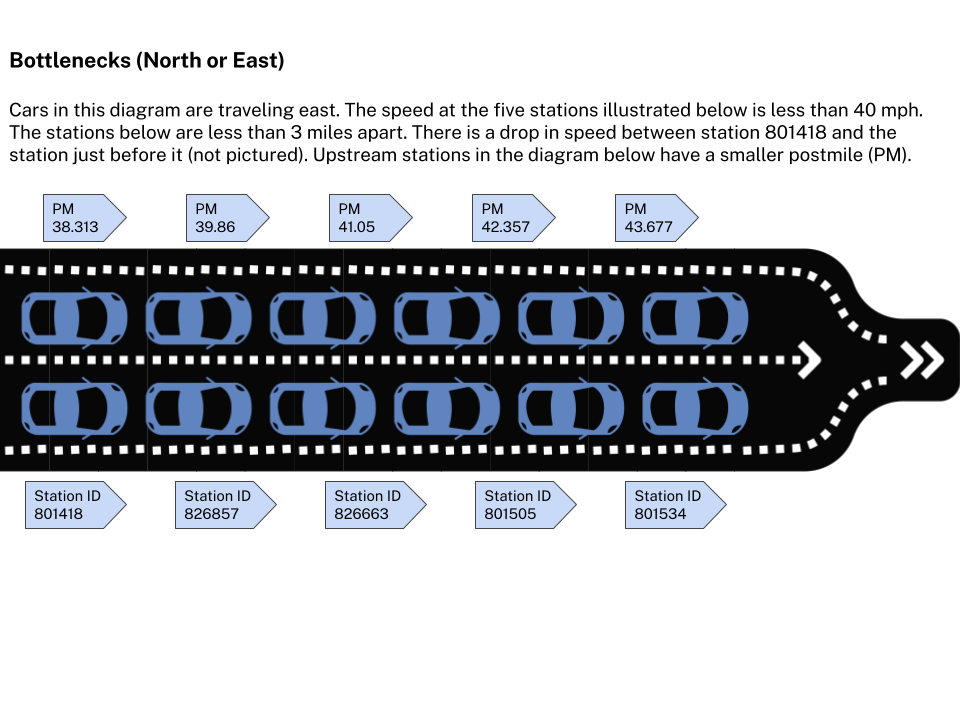 Bottlenecks (North or East)
Cars in this diagram are traveling east. The speed at the five stations illustrated below is less than 40 mph.
The stations below are less than 3 miles apart. There is a drop in speed between station 801418 and the
station just before it (not pictured). Upstream stations in the diagram below have a smaller postmile (PM).
PM
38.313
PM
39.86
PM
41.05
PM
42.357
PM
43.677
Station ID
801418
Station ID
826857
Station ID
826663
Station ID
801505
Station ID
801534